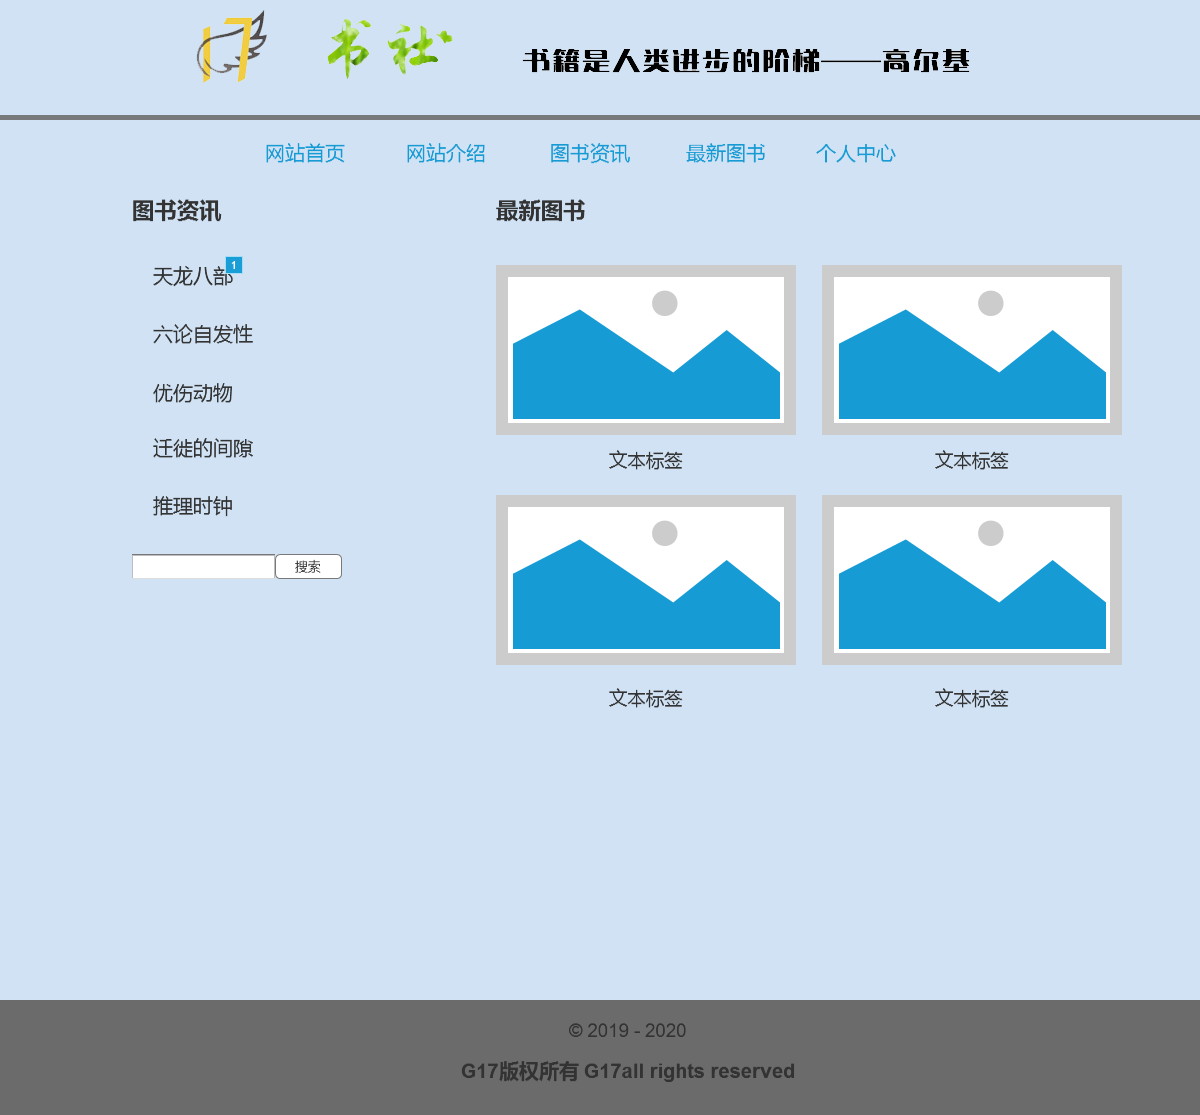 17 书社 书籍是人类进步的阶梯——高尔基
网站首页 网站介绍 图书资讯 最新图书 个人中心
图书资讯
天龙八部 1
六论自发性
优伤动物
迁徙的间隙
推理时钟
搜索
最新图书
文本标签 文本标签
文本标签 文本标签
© 2019 - 2020
G17版权所有 G17all rights reserved